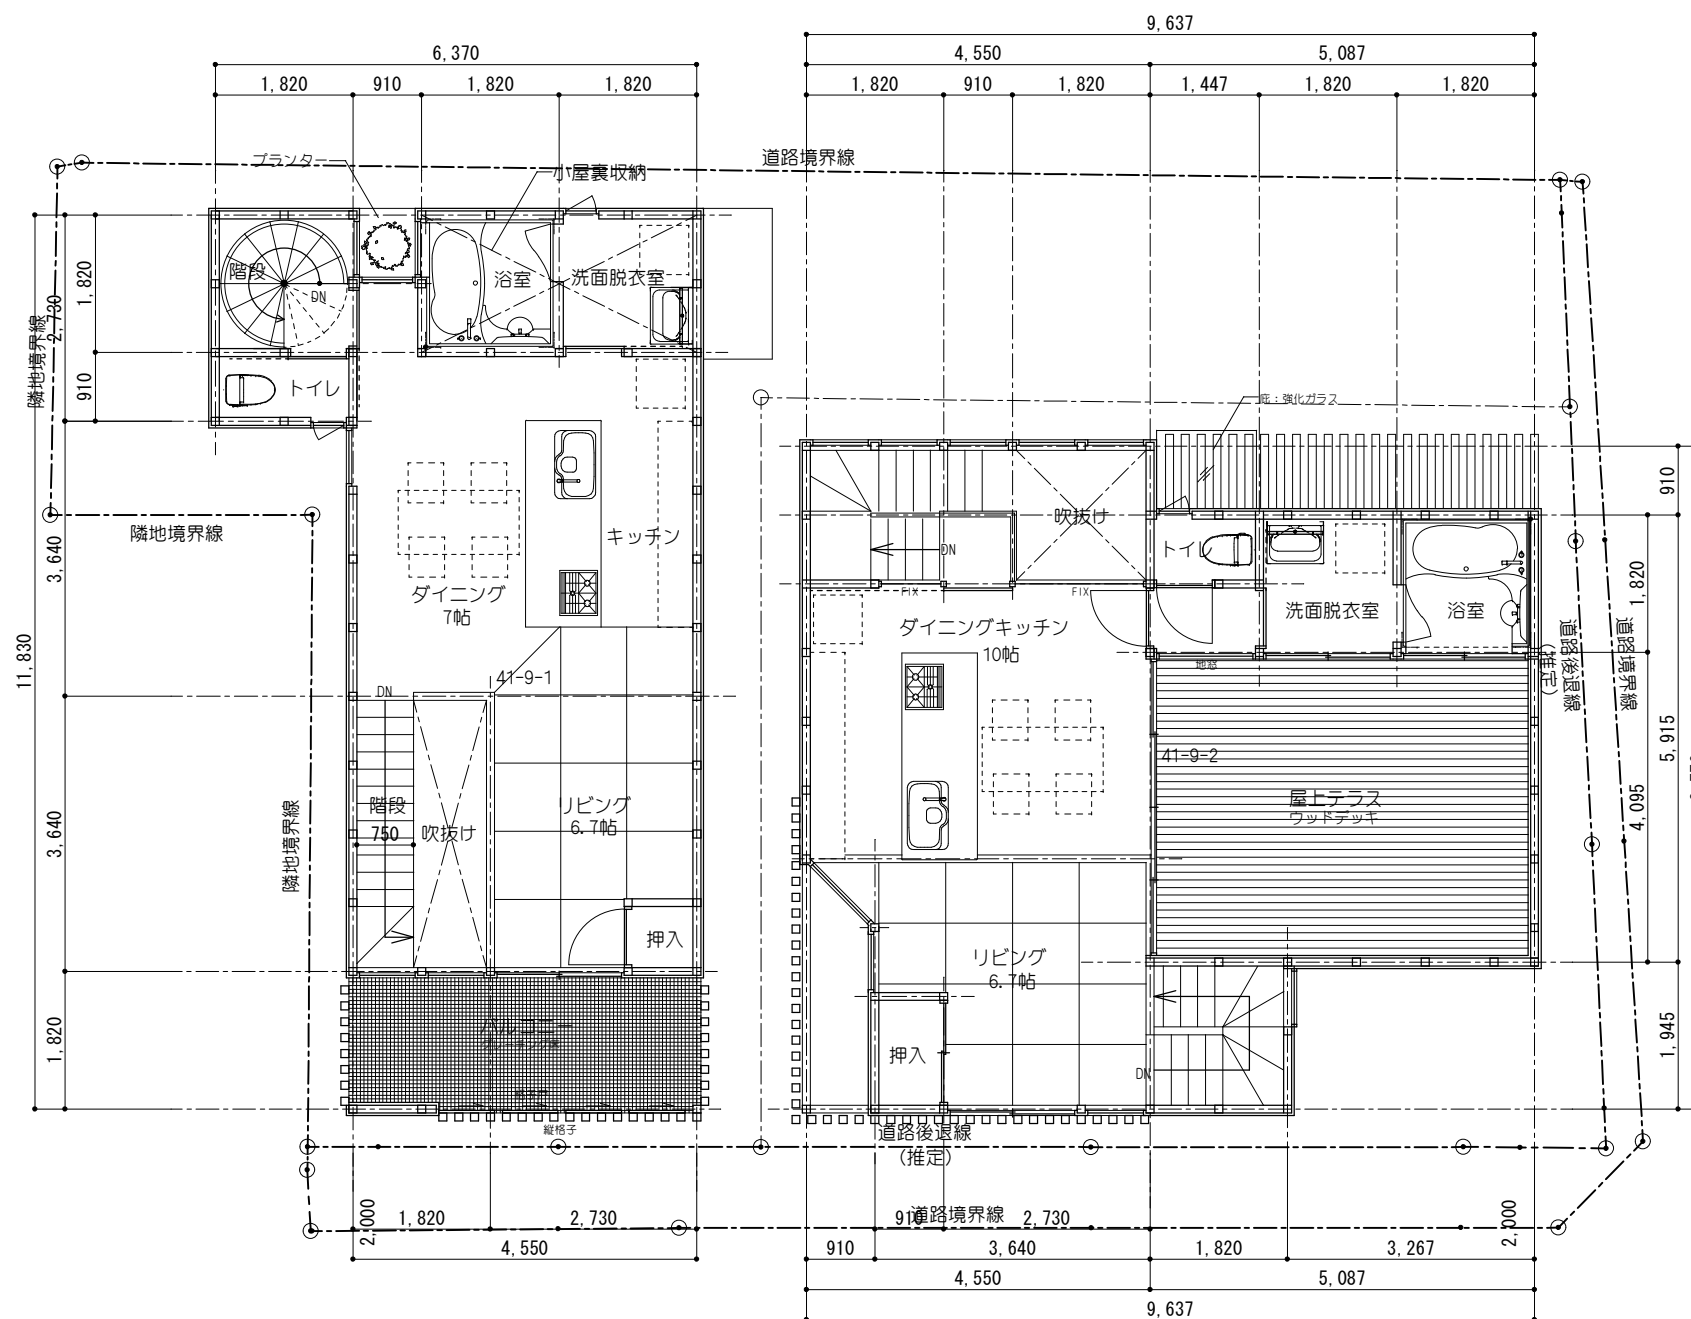 9,637
6,370
4,550
5,087
1,820
910
1,820
1,820
1,820
910
1,820
1,447
1,820
1,820
プランター
小屋裏収納
道路境界線
階段
DN
浴室
洗面脱衣室
1,820
2,730
隣地境界線
910
トイレ
庇：強化ガラス
隣地境界線
キッチン
吹抜け
トイレ
910
3,640
DN
FIX
FIX
ダイニング
7帖
ダイニングキッチン
10帖
洗面脱衣室
浴室
1,820
地窓
道路後退線
(推定)
道路境界線
11,830
41-9-1
DN
41-9-2
5,915
階段
750
吹抜け
リビング
6.7帖
屋上テラス
ウッドデッキ
4,095
3,640
隣地境界線
押入
リビング
6.7帖
バルコニー
グレーチング床
1,820
押入
DN
1,945
縦格子
道路後退線
(推定)
2,000
1,820
2,730
910
道路境界線
2,730
2,000
4,550
910
3,640
1,820
3,267
4,550
5,087
9,637